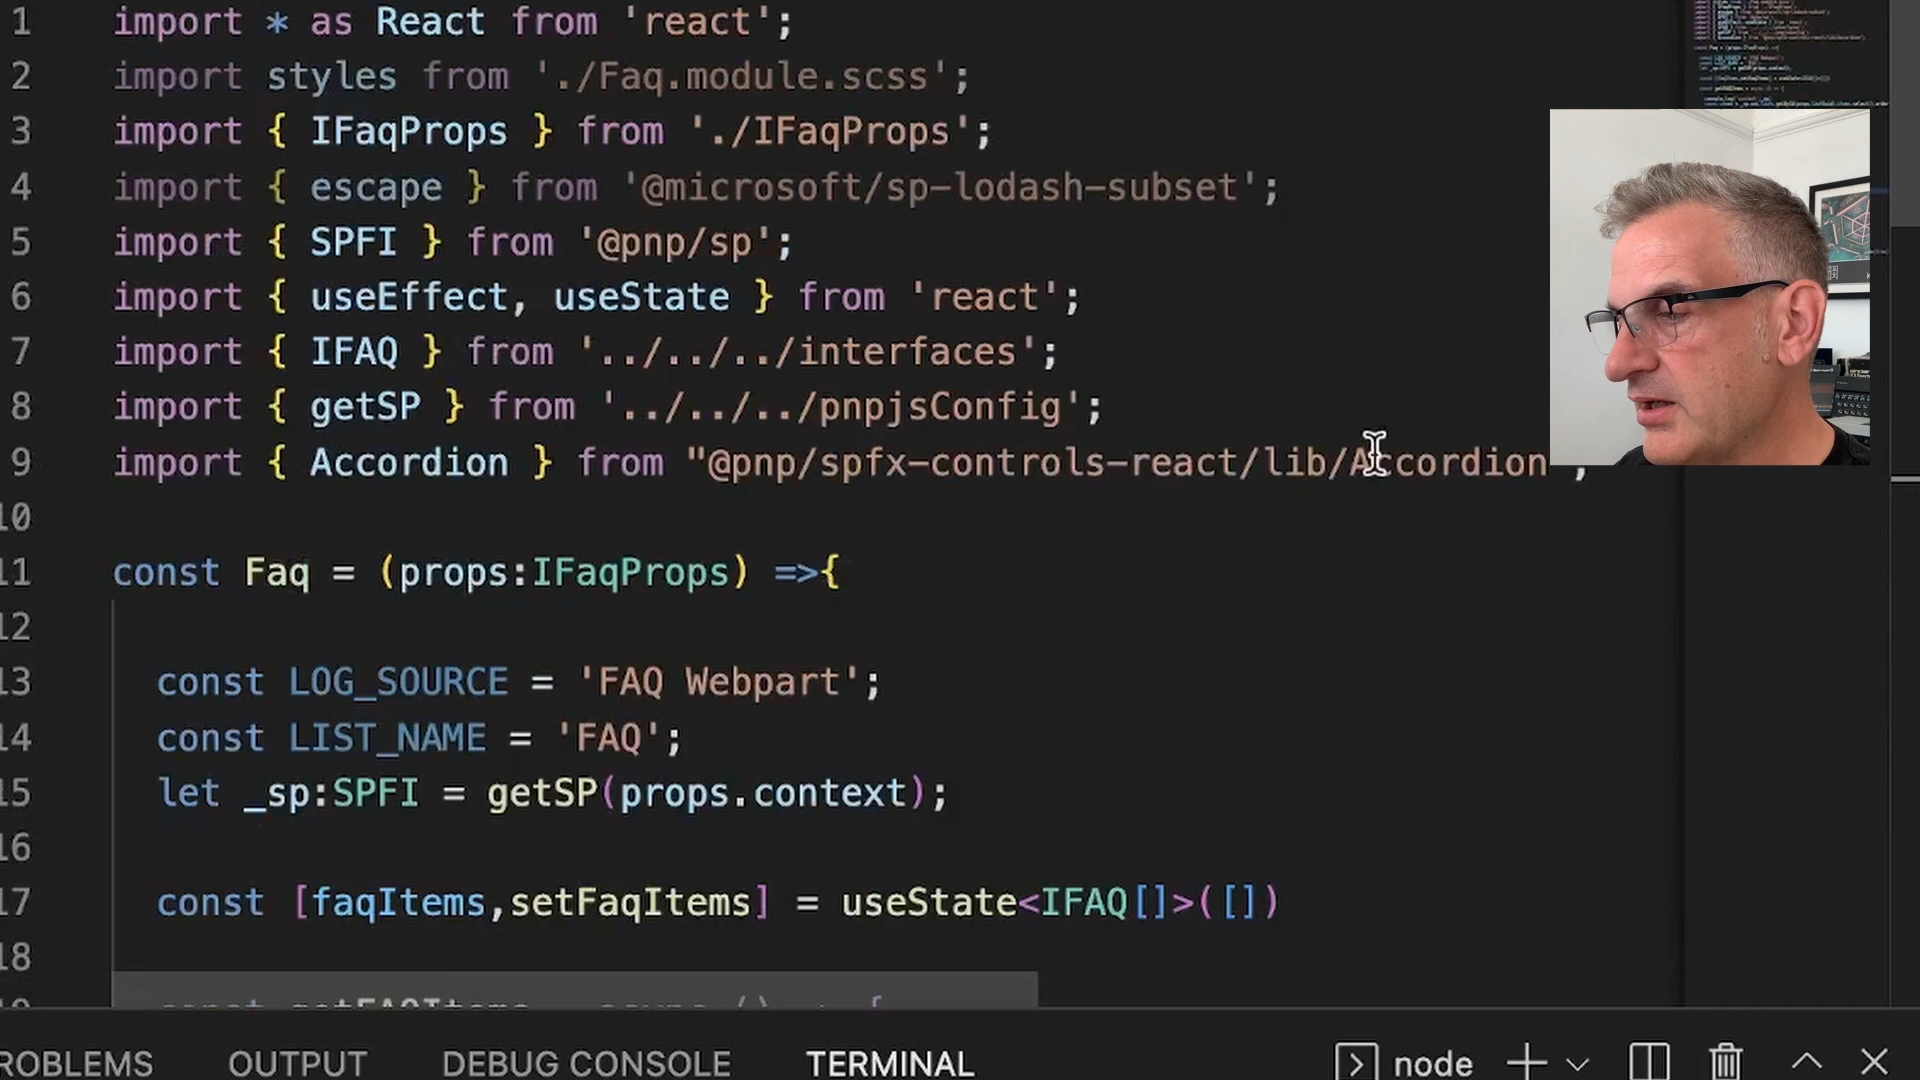 1 import * as React from 'react';
2 import styles from './Faq.module.scss';
3 import { IFaqProps } from './IFaqProps';
4 import { escape } from '@microsoft/sp-lodash-subset';
5 import { SPFI } from '@pnp/sp';
6 import { useEffect, useState } from 'react';
7 import { IFAQ } from '../../../interfaces';
8 import { getSP } from '../../../pnpjsConfig';
9 import { Accordion } from "@pnp/spfx-controls-react/lib/Accordion ;
10
11 const Faq = (props:IFaqProps) =>{
12
13 const LOG_SOURCE = 'FAQ Webpart';
14 const LIST_NAME = 'FAQ';
15 let _sp:SPFI = getSP(props.context);
16
17 const [faqItems,setFaqItems] = useState<IFAQ[]>([])
18
ROBLEMS OUTPUT DEBUG CONSOLE TERMINAL node